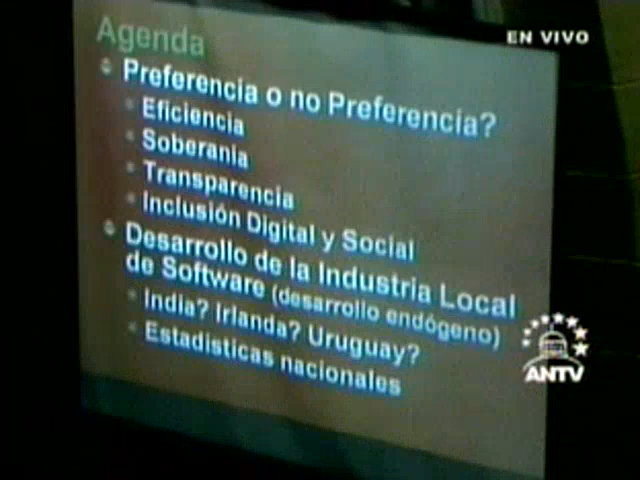 EN VIVO
Agenda
Preferencia o no Preferencia?
Eficiencia
Soberania
Transparencia
Inclusión Digital y Social
Desarrollo de la Industria Local
de Software (desarrollo endógeno)
India? Irlanda? Uruguay?
Estadisticas nacionales
ANTV